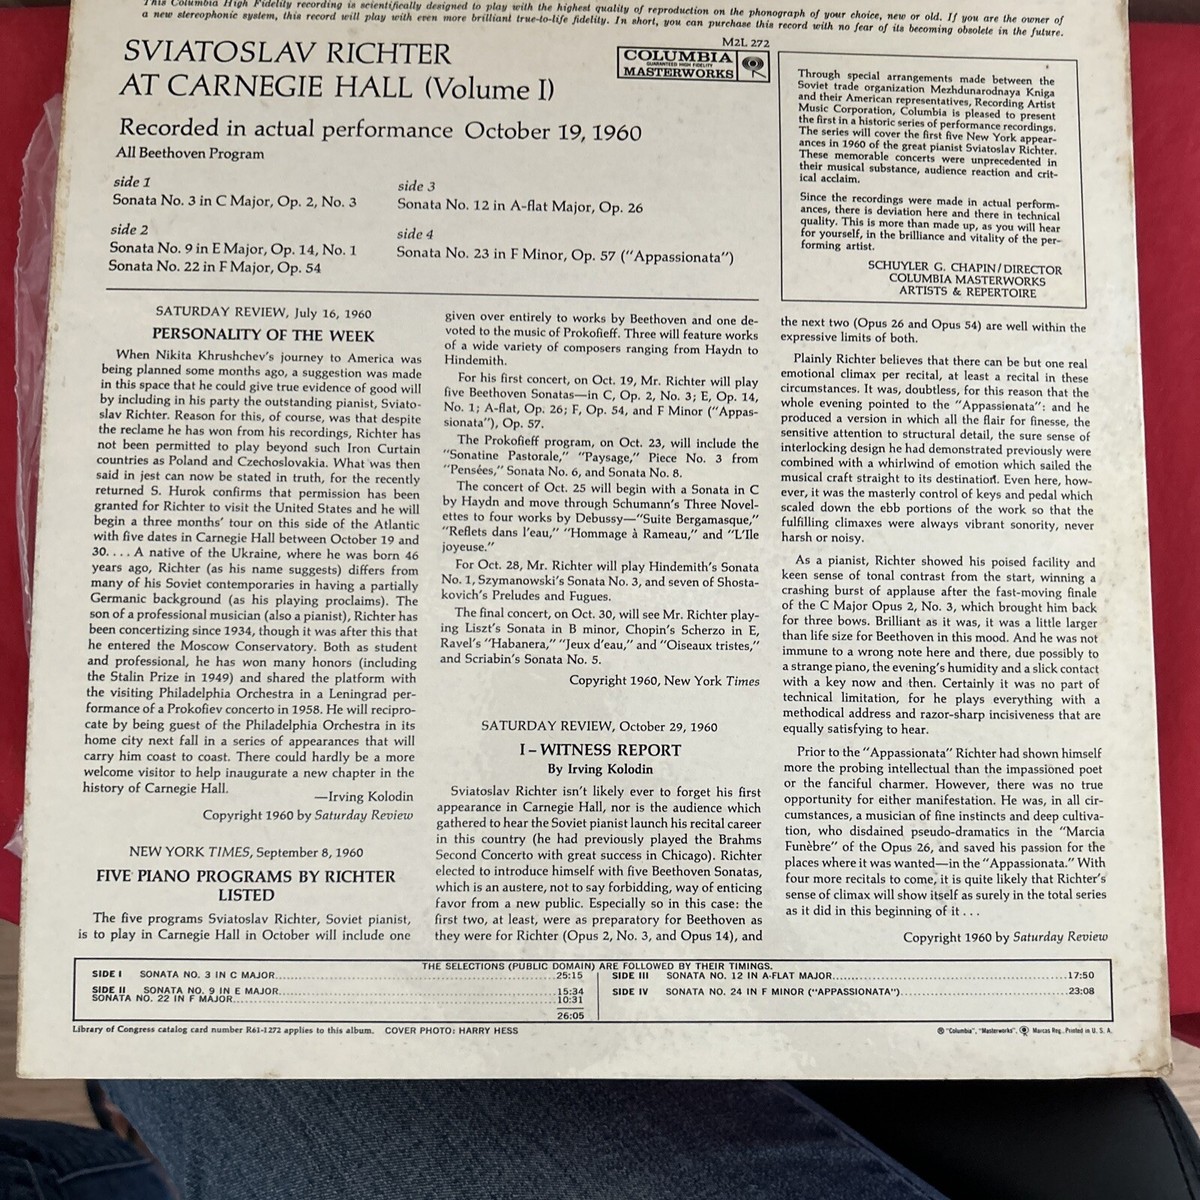 This Columbia High Fidelity recording is scientifically designed to play with the highest quality of reproduction on the phonograph of your choice, new or old. If you are the owner of
a new stereophonic system, this record will play with even more brilliant true-to-life fidelity. In short, you can purchase this record with no fear of its becoming obsolete in the future.
SVIATOSLAV RICHTER
AT CARNEGIE HALL (Volume I)
M2L 272
COLUMBIA
GUARANTEED HIGH FIDELITY
MASTERWORKS
Recorded in actual performance October 19, 1960
All Beethoven Program
side 1
Sonata No. 3 in C Major, Op. 2, No. 3
side 2
Sonata No. 9 in E Major, Op. 14, No. 1
Sonata No. 22 in F Major, Op. 54
side 3
Sonata No. 12 in A-flat Major, Op. 26
side 4
Sonata No. 23 in F Minor, Op. 57 ("Appassionata")
Through special arrangements made between the
Soviet trade organization Mezhdunarodnaya Kniga
and their American representatives, Recording Artist
Music Corporation, Columbia is pleased to present
the first in a historic series of performance recordings.
The series will cover the first five New York appear-
ances in 1960 of the great pianist Sviatoslav Richter.
These memorable concerts were unprecedented in
their musical substance, audience reaction and crit-
ical acclaim.
Since the recordings were made in actual perform-
ances, there is deviation here and there in technical
quality. This is more than made up, as you will hear
for yourself, in the brilliance and vitality of the per-
forming artist.
SCHUYLER G. CHAPIN/DIRECTOR
COLUMBIA MASTERWORKS
ARTISTS & REPERTOIRE
SATURDAY REVIEW, July 16, 1960
PERSONALITY OF THE WEEK
When Nikita Khrushchev's journey to America was
being planned some months ago, a suggestion was made
in this space that he could give true evidence of good will
by including in his party the outstanding pianist, Sviato-
slav Richter. Reason for this, of course, was that despite
the reclame he has won from his recordings, Richter has
not been permitted to play beyond such Iron Curtain
countries as Poland and Czechoslovakia. What was then
said in jest can now be stated in truth, for the recently
returned S. Hurok confirms that permission has been
granted for Richter to visit the United States and he will
begin a three months' tour on this side of the Atlantic
with five dates in Carnegie Hall between October 19 and
30.... A native of the Ukraine, where he was born 46
years ago, Richter (as his name suggests) differs from
many of his Soviet contemporaries in having a partially
Germanic background (as his playing proclaims). The
son of a professional musician (also a pianist), Richter has
been concertizing since 1934, though it was after this that
he entered the Moscow Conservatory. Both as student
and professional, he has won many honors (including
the Stalin Prize in 1949) and shared the platform with
the visiting Philadelphia Orchestra in a Leningrad per-
formance of a Prokofiev concerto in 1958. He will recipro-
cate by being guest of the Philadelphia Orchestra in its
home city next fall in a series of appearances that will
carry him coast to coast. There could hardly be a more
welcome visitor to help inaugurate a new chapter in the
history of Carnegie Hall.
—Irving Kolodin
Copyright 1960 by Saturday Review
NEW YORK TIMES, September 8, 1960
FIVE PIANO PROGRAMS BY RICHTER
LISTED
The five programs Sviatoslav Richter, Soviet pianist,
is to play in Carnegie Hall in October will include one
given over entirely to works by Beethoven and one de-
voted to the music of Prokofieff. Three will feature works
of a wide variety of composers ranging from Haydn to
Hindemith.
For his first concert, on Oct. 19, Mr. Richter will play
five Beethoven Sonatas—in C, Op. 2, No. 3; E, Op. 14,
No. 1; A-flat, Op. 26; F, Op. 54, and F Minor ("Appas-
sionata"), Op. 57.
The Prokofieff program, on Oct. 23, will include the
"Sonatine Pastorale," "Paysage," Piece No. 3 from
"Pensées," Sonata No. 6, and Sonata No. 8.
The concert of Oct. 25 will begin with a Sonata in C
by Haydn and move through Schumann's Three Novel-
ettes to four works by Debussy—"Suite Bergamasque,"
"Reflets dans l'eau," "Hommage à Rameau," and "L'Ile
joyeuse."
For Oct. 28, Mr. Richter will play Hindemith's Sonata
No. 1, Szymanowski's Sonata No. 3, and seven of Shosta-
kovich's Preludes and Fugues.
The final concert, on Oct. 30, will see Mr. Richter play-
ing Liszt's Sonata in B minor, Chopin's Scherzo in E,
Ravel's "Habanera," "Jeux d'eau," and "Oiseaux tristes,"
and Scriabin's Sonata No. 5.
Copyright 1960, New York Times
SATURDAY REVIEW, October 29, 1960
I – WITNESS REPORT
By Irving Kolodin
Sviatoslav Richter isn't likely ever to forget his first
appearance in Carnegie Hall, nor is the audience which
gathered to hear the Soviet pianist launch his recital career
in this country (he had previously played the Brahms
Second Concerto with great success in Chicago). Richter
elected to introduce himself with five Beethoven Sonatas,
which is an austere, not to say forbidding, way of enticing
favor from a new public. Especially so in this case: the
first two, at least, were as preparatory for Beethoven as
they were for Richter (Opus 2, No. 3, and Opus 14), and
the next two (Opus 26 and Opus 54) are well within the
expressive limits of both.
Plainly Richter believes that there can be but one real
emotional climax per recital, at least a recital in these
circumstances. It was, doubtless, for this reason that the
whole evening pointed to the "Appassionata": and he
produced a version in which all the flair for finesse, the
sensitive attention to structural detail, the sure sense of
interlocking design he had demonstrated previously were
combined with a whirlwind of emotion which sailed the
musical craft straight to its destination. Even here, how-
ever, it was the masterly control of keys and pedal which
scaled down the ebb portions of the work so that the
fulfilling climaxes were always vibrant sonority, never
harsh or noisy.
As a pianist, Richter showed his poised facility and
keen sense of tonal contrast from the start, winning a
crashing burst of applause after the fast-moving finale
of the C Major Opus 2, No. 3, which brought him back
for three bows. Brilliant as it was, it was a little larger
than life size for Beethoven in this mood. And he was not
immune to a wrong note here and there, due possibly to
a strange piano, the evening's humidity and a slick contact
with a key now and then. Certainly it was no part of
technical limitation, for he plays everything with a
methodical address and razor-sharp incisiveness that are
equally satisfying to hear.
Prior to the "Appassionata" Richter had shown himself
more the probing intellectual than the impassioned poet
or the fanciful charmer. However, there was no true
opportunity for either manifestation. He was, in all cir-
cumstances, a musician of fine instincts and deep cultiva-
tion, who disdained pseudo-dramatics in the "Marcia
Funèbre" of the Opus 26, and saved his passion for the
places where it was wanted—in the "Appassionata." With
four more recitals to come, it is quite likely that Richter's
sense of climax will show itself as surely in the total series
as it did in this beginning of it . . .
Copyright 1960 by Saturday Review
THE SELECTIONS (PUBLIC DOMAIN) ARE FOLLOWED BY THEIR TIMINGS.
SIDE I SONATA NO. 3 IN C MAJOR 25:15
SIDE II SONATA NO. 9 IN E MAJOR 15:34
SONATA NO. 22 IN F MAJOR 10:31
26:05
SIDE III SONATA NO. 12 IN A-FLAT MAJOR 17:50
SIDE IV SONATA NO. 24 IN F MINOR ("APPASSIONATA") 23:08
Library of Congress catalog card number R61-1272 applies to this album. COVER PHOTO: HARRY HESS
® "Columbia", "Masterworks", Marcas Reg. Printed in U. S. A.